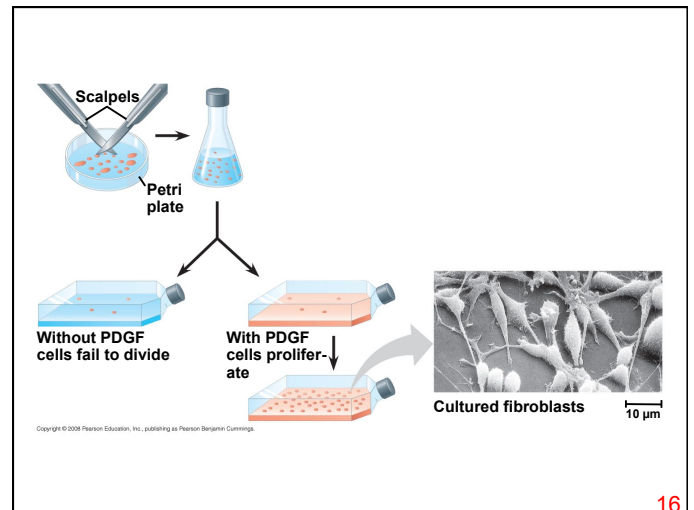 Scalpels
Petri
plate
Without PDGF
cells fail to divide
With PDGF
cells prolifer-
ate
Cultured fibroblasts
10 µm
Copyright © 2008 Pearson Education, Inc., publishing as Pearson Benjamin Cummings.
16